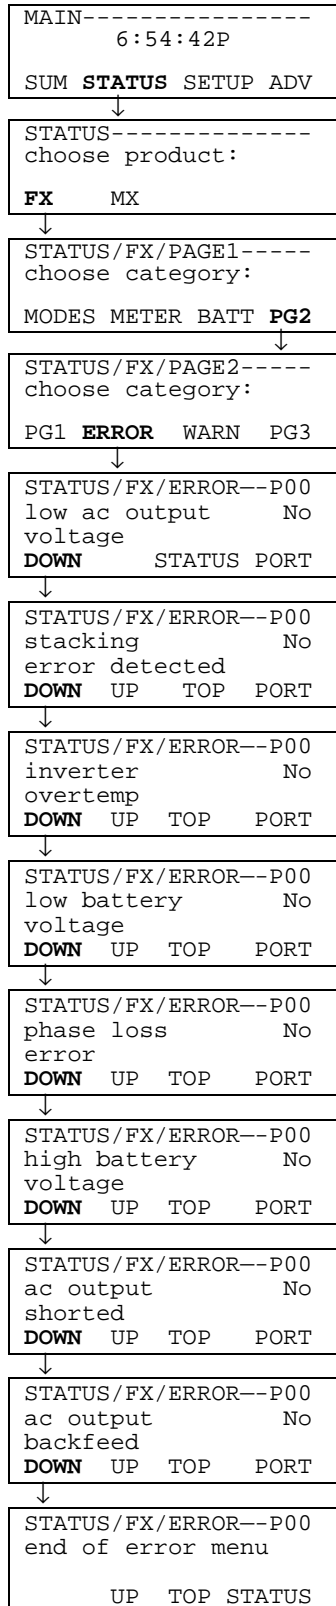 MAIN----------------
6:54:42P
SUM STATUS SETUP ADV
↓
STATUS--------------
choose product:
FX MX
↓
STATUS/FX/PAGE1-----
choose category:
MODES METER BATT PG2
↓
STATUS/FX/PAGE2-----
choose category:
PG1 ERROR WARN PG3
↓
STATUS/FX/ERROR—-P00
low ac output No
voltage
DOWN STATUS PORT
↓
STATUS/FX/ERROR—-P00
stacking No
error detected
DOWN UP TOP PORT
↓
STATUS/FX/ERROR—-P00
inverter No
overtemp
DOWN UP TOP PORT
↓
STATUS/FX/ERROR—-P00
low battery No
voltage
DOWN UP TOP PORT
↓
STATUS/FX/ERROR—-P00
phase loss No
error
DOWN UP TOP PORT
↓
STATUS/FX/ERROR—-P00
high battery No
voltage
DOWN UP TOP PORT
↓
STATUS/FX/ERROR—-P00
ac output No
shorted
DOWN UP TOP PORT
↓
STATUS/FX/ERROR—-P00
ac output No
backfeed
DOWN UP TOP PORT
↓
STATUS/FX/ERROR—-P00
end of error menu
UP TOP STATUS